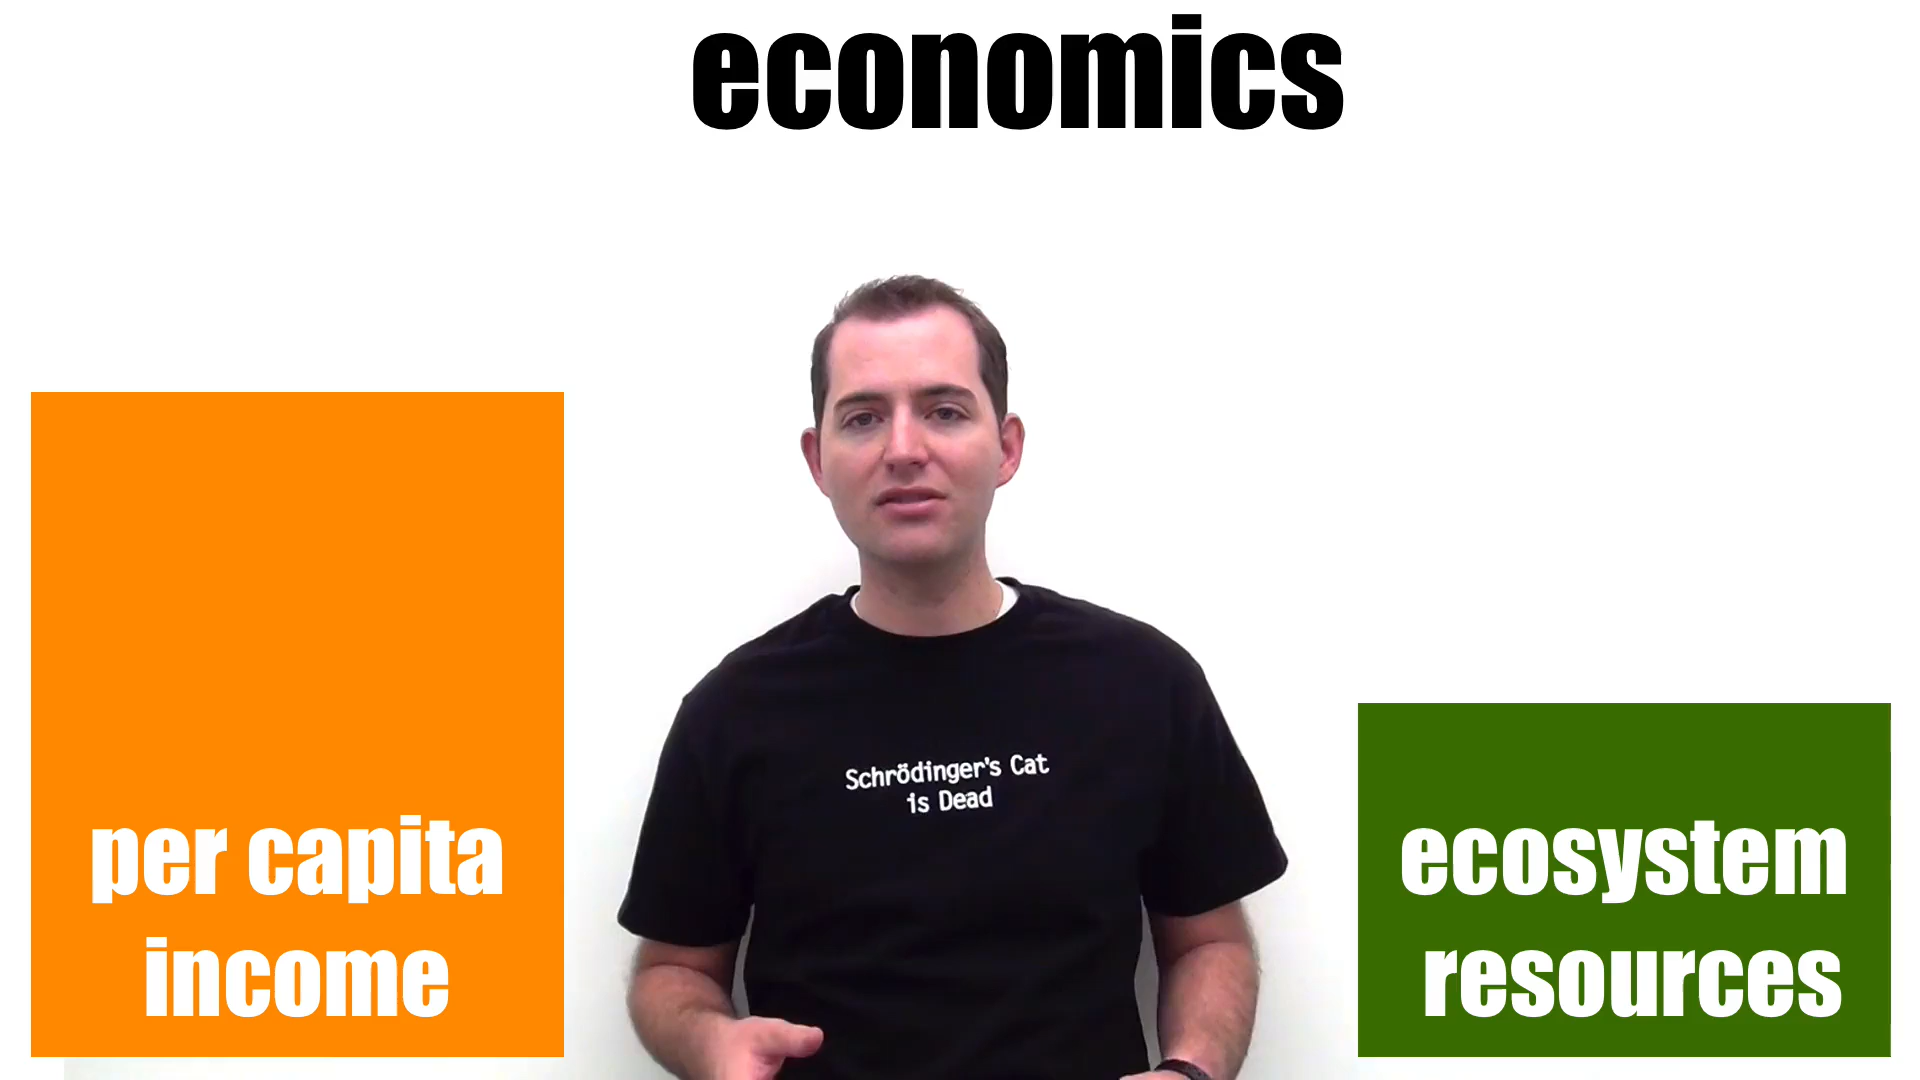 economics
per capita
income
Schrödinger's Cat
is Dead
ecosystem
resources